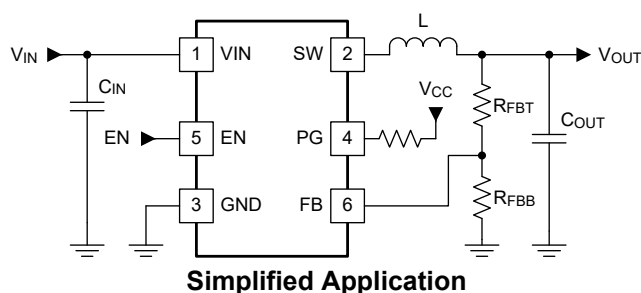 L
VIN
1
VIN
SW
2
VOUT
CIN
VCC
RFBT
COUT
EN
5
EN
PG
4
3
GND
FB
6
RFBB
Simplified Application